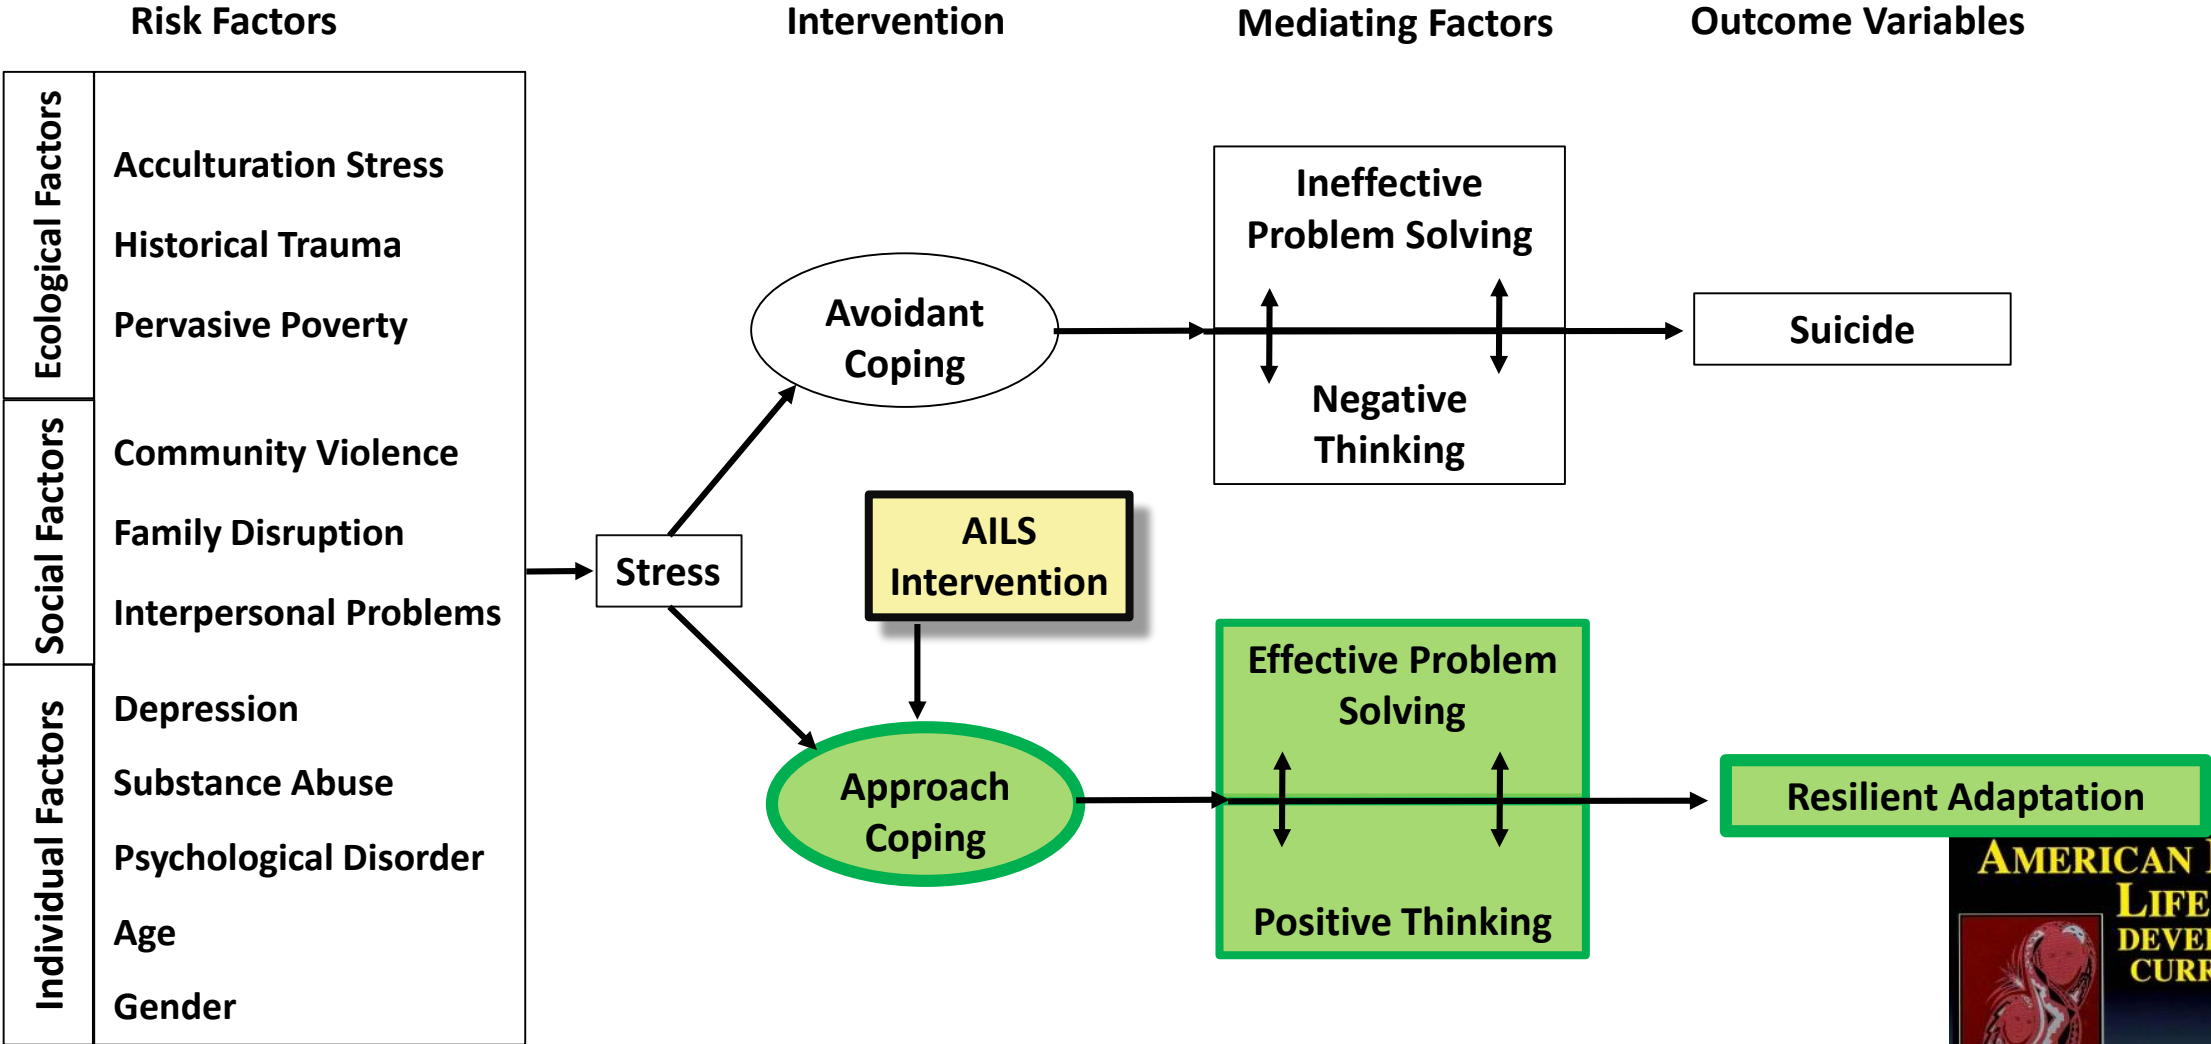 Risk Factors
Intervention
Mediating Factors
Outcome Variables
Ecological Factors
Acculturation Stress
Historical Trauma
Pervasive Poverty
Social Factors
Community Violence
Family Disruption
Interpersonal Problems
Individual Factors
Depression
Substance Abuse
Psychological Disorder
Age
Gender
Stress
Avoidant
Coping
AILS
Intervention
Approach
Coping
Ineffective
Problem Solving
Negative
Thinking
Effective Problem
Solving
Positive Thinking
Suicide
Resilient Adaptation
AMERICAN
LIFE